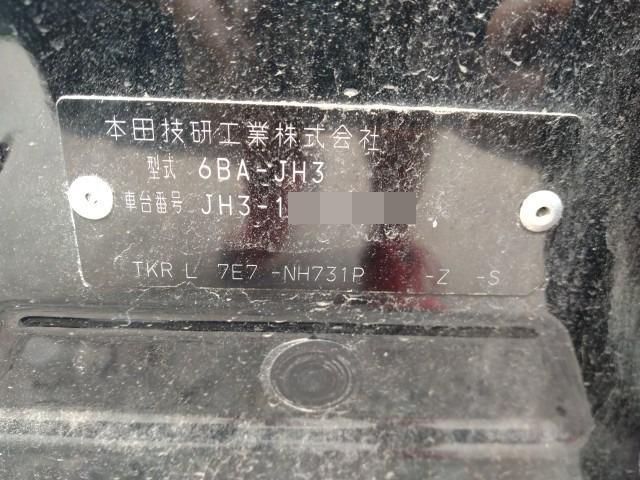 本田技研工業株式会社
型式 6BA-JH3
車台番号 JH3-1
TKR L 7E7 -NH731P -Z -S